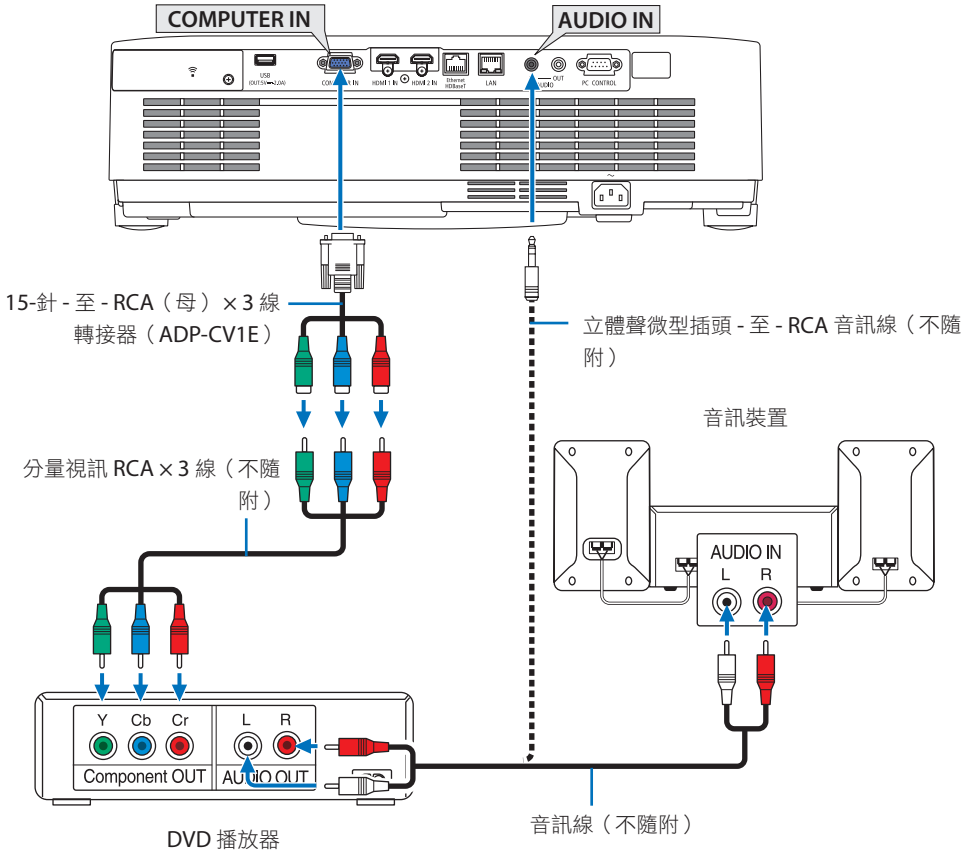 COMPUTER IN
AUDIO IN
USB
(OUT:5V⎓2.0A)
HDMI 1 IN
HDMI 2 IN
Ethernet
HDBaseT
LAN
OUT
PC CONTROL
15-針 - 至 - RCA（母）× 3 線
轉接器（ADP-CV1E）
立體聲微型插頭 - 至 - RCA 音訊線（不隨
附）
音訊裝置
分量視訊 RCA × 3 線（不隨
附）
AUDIO IN
L R
Y Cb Cr
L R
Component OUT
AUDIO OUT
音訊線（不隨附）
DVD 播放器